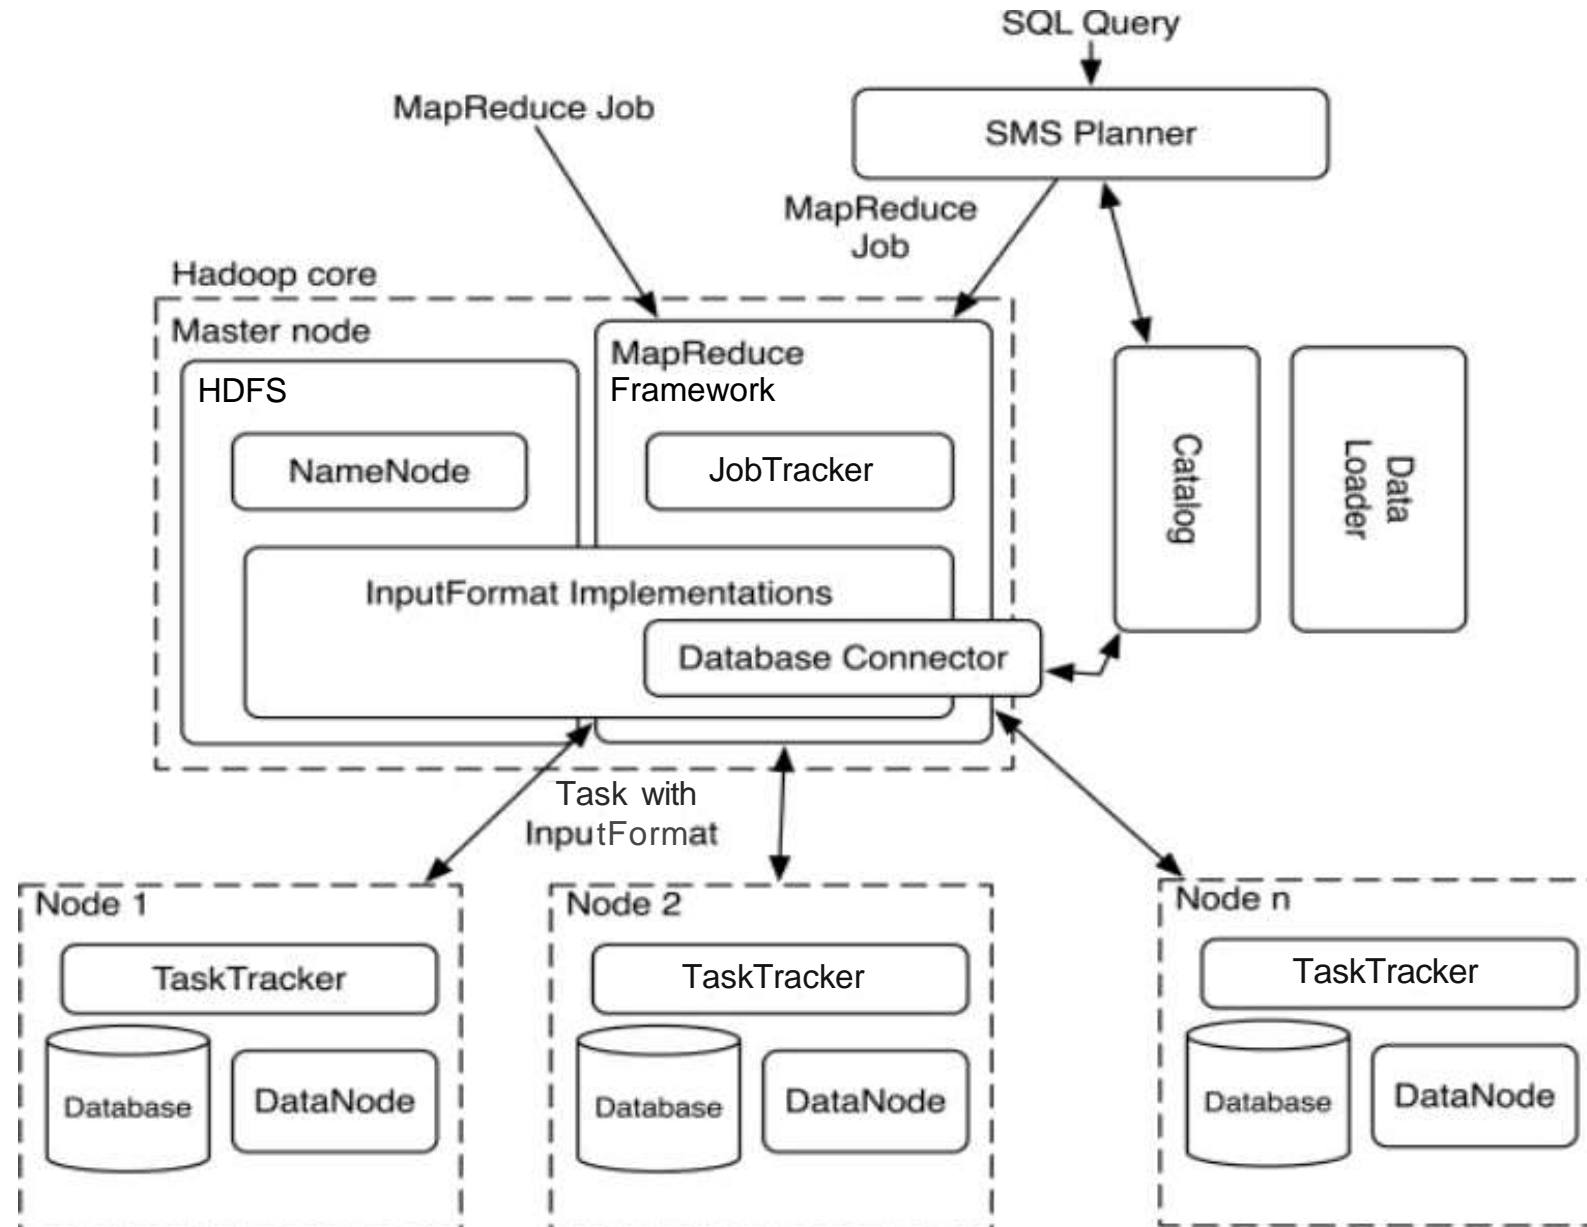 SQL Query
SMS Planner
MapReduce Job
MapReduce
Job
Hadoop core
Master node
HDFS
MapReduce
Framework
NameNode
JobTracker
InputFormat Implementations
Database Connector
Catalog
Data
Loader
Task with
InputFormat
Node 1
TaskTracker
Database
DataNode
Node 2
TaskTracker
Database
DataNode
Node n
TaskTracker
Database
DataNode